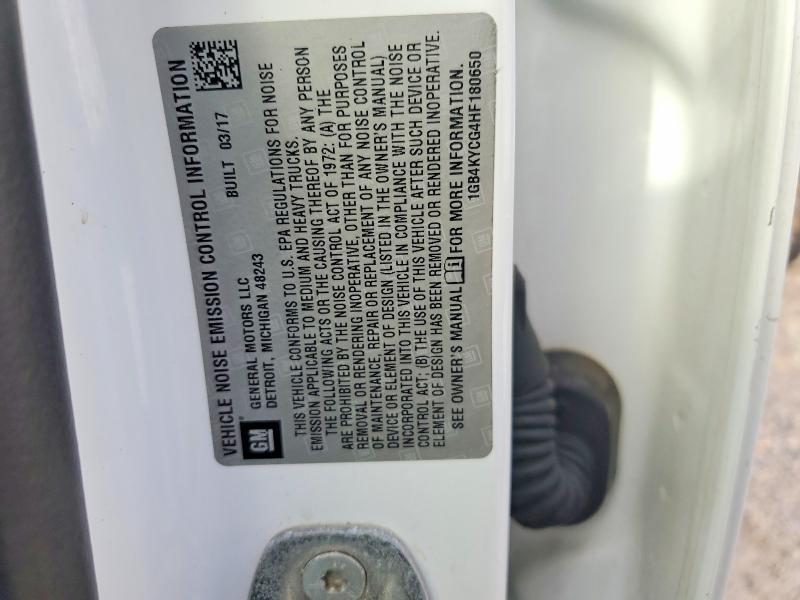 VEHICLE NOISE EMISSION CONTROL INFORMATION
GM
GENERAL MOTORS LLC
DETROIT, MICHIGAN 48243
BUILT 03/17
THIS VEHICLE CONFORMS TO U.S. EPA REGULATIONS FOR NOISE
EMISSION APPLICABLE TO MEDIUM AND HEAVY TRUCKS.
THE FOLLOWING ACTS OR THE CAUSING THEREOF BY ANY PERSON
ARE PROHIBITED BY THE NOISE CONTROL ACT OF 1972: (A) THE
REMOVAL OR RENDERING INOPERATIVE, OTHER THAN FOR PURPOSES
OF MAINTENANCE, REPAIR OR REPLACEMENT OF ANY NOISE CONTROL
DEVICE OR ELEMENT OF DESIGN (LISTED IN THE OWNER'S MANUAL)
INCORPORATED INTO THIS VEHICLE IN COMPLIANCE WITH THE NOISE
CONTROL ACT; (B) THE USE OF THIS VEHICLE AFTER SUCH DEVICE OR
ELEMENT OF DESIGN HAS BEEN REMOVED OR RENDERED INOPERATIVE.
SEE OWNER'S MANUAL i FOR MORE INFORMATION.
1GB4KYCG4HF180650